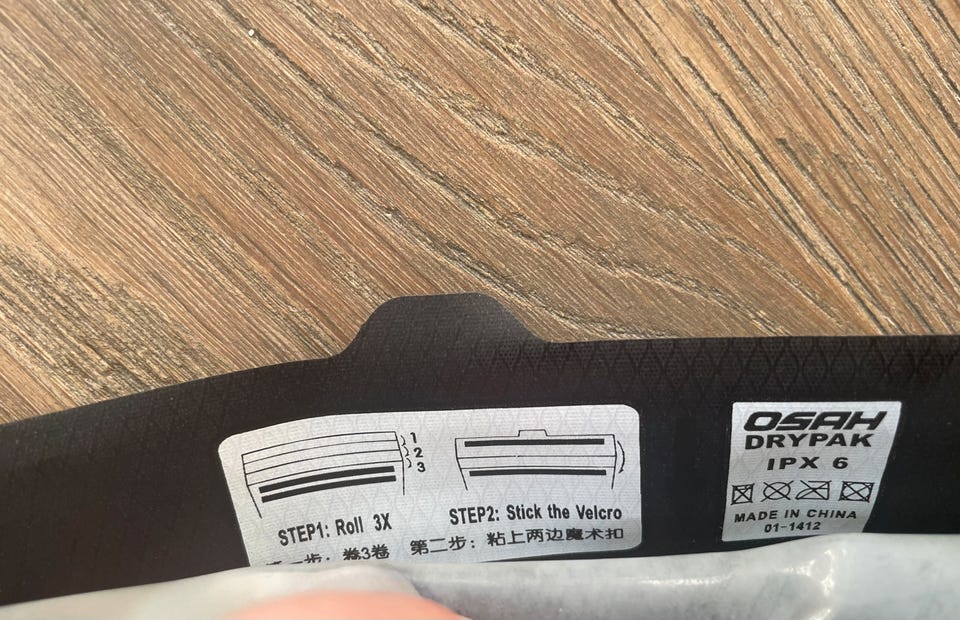 1
2
3
STEP1: Roll 3X
STEP2: Stick the Velcro
第一步: 卷3卷
第二步: 粘上两边魔术扣
OSAH
DRYPAK
IPX 6
MADE IN CHINA
01-1412